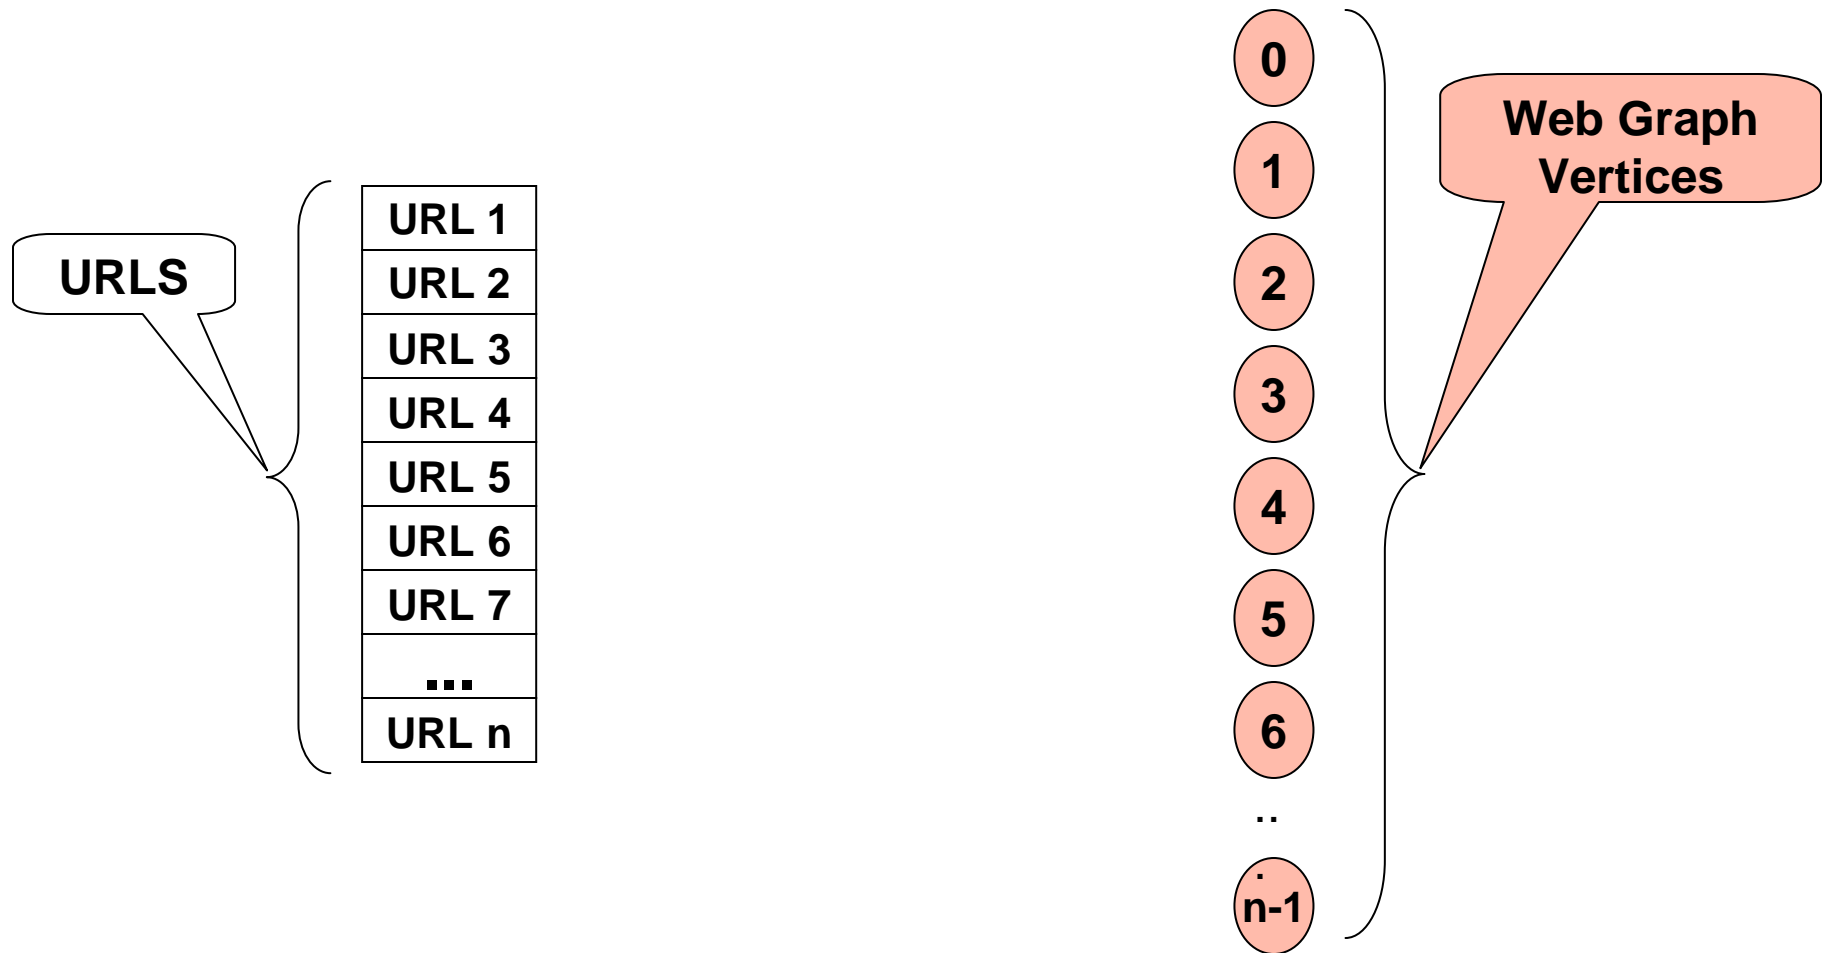 URLS
URL 1
URL 2
URL 3
URL 4
URL 5
URL 6
URL 7
...
URL n
0
1
2
3
4
5
6
..
.
n-1
Web Graph
Vertices